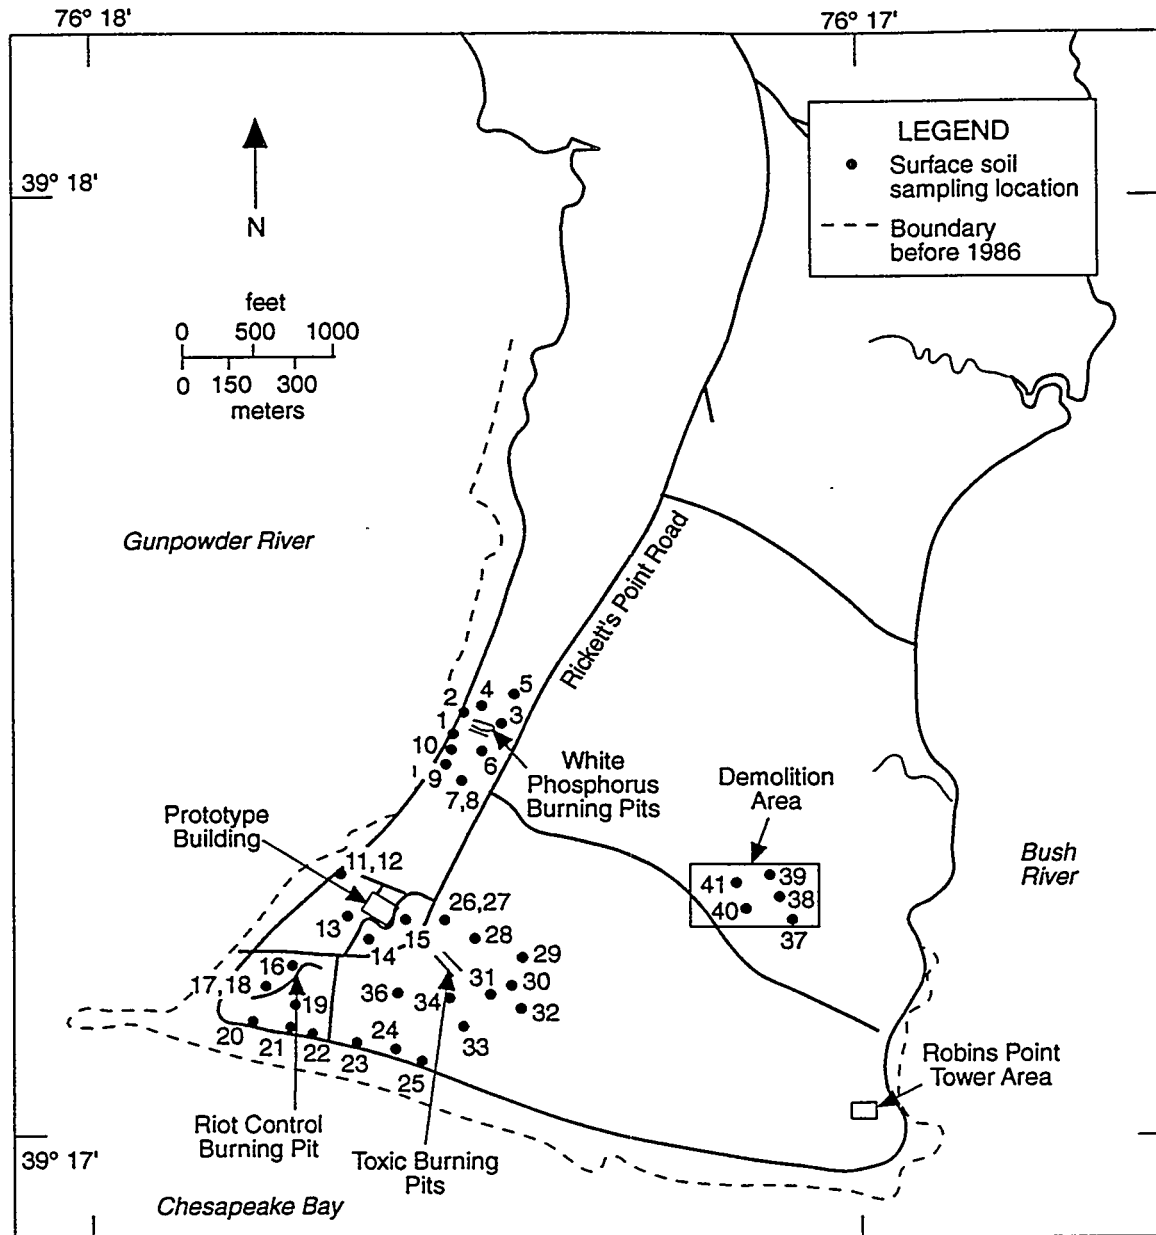 76° 18'
76° 17'
LEGEND
Surface soil
sampling location
Boundary
before 1986
39° 18'
N
feet
0 500 1000
0 150 300
meters
Gunpowder River
Rickett's Point Road
5
4
2
3
1
10
6
9
7,8
White
Phosphorus
Burning Pits
Demolition
Area
Prototype
Building
11,12
Bush
River
39
41
38
40
37
26,27
13
15
28
14
29
16
17,18
31
30
36
34
19
32
20
21
22
23
24
33
25
Robins Point
Tower Area
Riot Control
Burning Pit
Toxic Burning
Pits
39° 17'
Chesapeake Bay